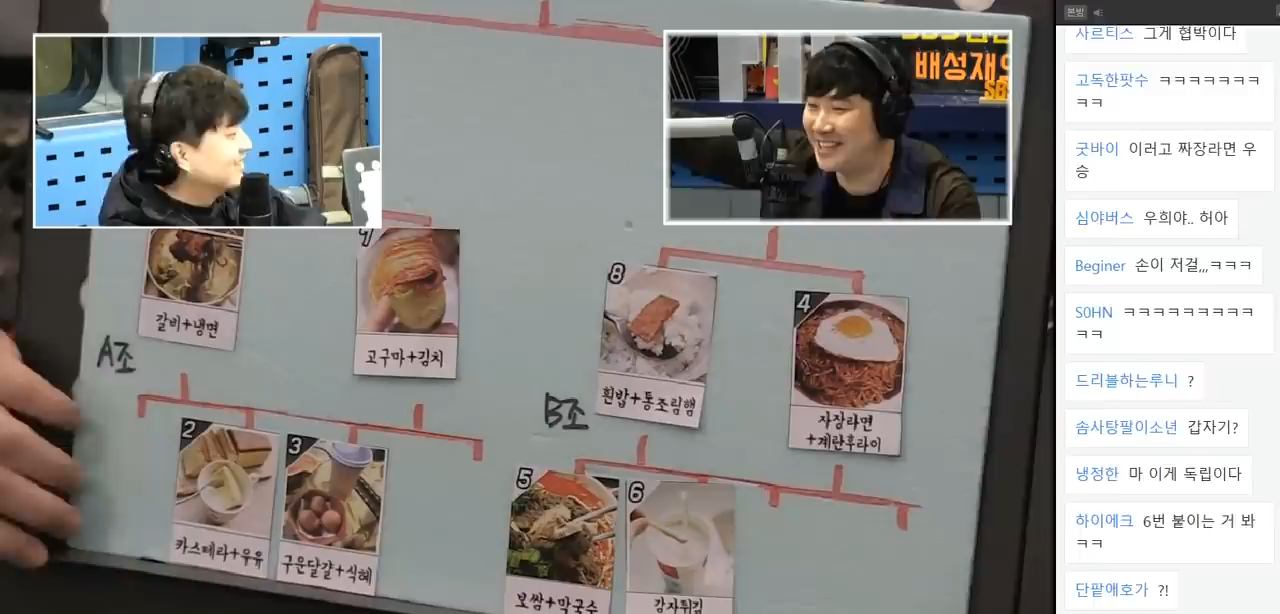 배성재
갈비+냉면
고구마+김치
8
흰밥+통조림햄
4
짜장라면
+계란후라이
A조
B조
2
카스테라+우유
3
구운달걀+식혜
5
보쌈+막국수
6
감자튀김
본방
사르티스 그게 협박이다
고독한팟수 ㅋㅋㅋㅋㅋㅋㅋ
ㅋㅋ
굿바이 이러고 짜장라면 우
승
심야버스 우희야.. 허아
Beginer 손이 저걸,,,ㅋㅋㅋ
S0HN ㅋㅋㅋㅋㅋㅋㅋㅋㅋ
ㅋㅋ
드리블하는루니 ?
솜사탕팔이소년 갑자기?
냉정한 마 이게 독립이다
하이에크 6번 붙이는 거 봐
ㅋㅋ
단팥애호가 ?!